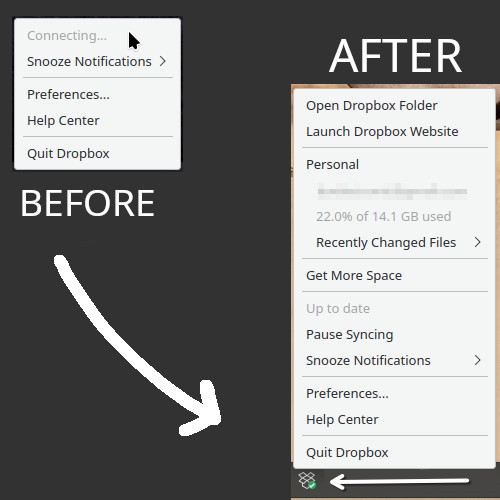 Connecting...
Snooze Notifications
Preferences...
Help Center
Quit Dropbox
BEFORE
AFTER
Open Dropbox Folder
Launch Dropbox Website
Personal
22.0% of 14.1 GB used
Recently Changed Files
Get More Space
Up to date
Pause Syncing
Snooze Notifications
Preferences...
Help Center
Quit Dropbox